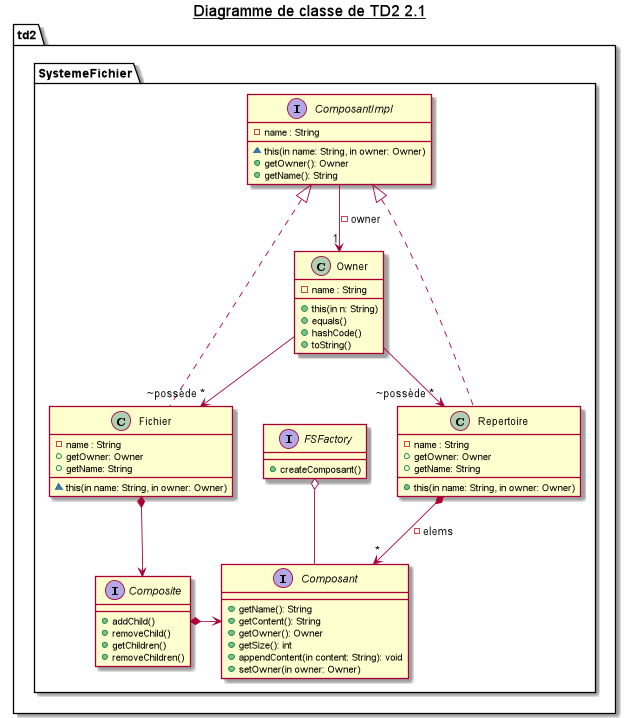 Diagramme de classe de TD2 2.1
td2
SystemeFichier
I ComposantImpl
name : String
this(in name: String, in owner: Owner)
getOwner(): Owner
getName(): String
owner
1
C Owner
name : String
this(in n: String)
equals()
hashCode()
toString()
~possède *
~possède *
C Fichier
name : String
getOwner: Owner
getName: String
this(in name: String, in owner: Owner)
I FSFactory
createComposant()
C Repertoire
name : String
getOwner: Owner
getName: String
this(in name: String, in owner: Owner)
elems
*
I Composite
addChild()
removeChild()
getChildren()
removeChildren()
I Composant
getName(): String
getContent(): String
getOwner(): Owner
getSize(): int
appendContent(in content: String): void
setOwner(in owner: Owner)